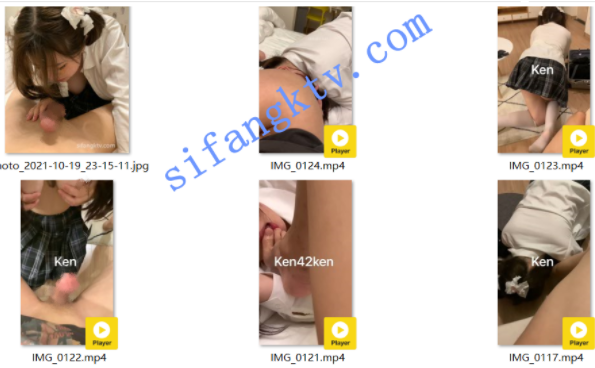 sifangktv.com
hoto_2021-10-19_23-15-11.jpg
Player
IMG_0124.mp4
Ken
Player
IMG_0123.mp4
Ken
Player
IMG_0122.mp4
Ken42ken
Player
IMG_0121.mp4
Ken
Player
IMG_0117.mp4